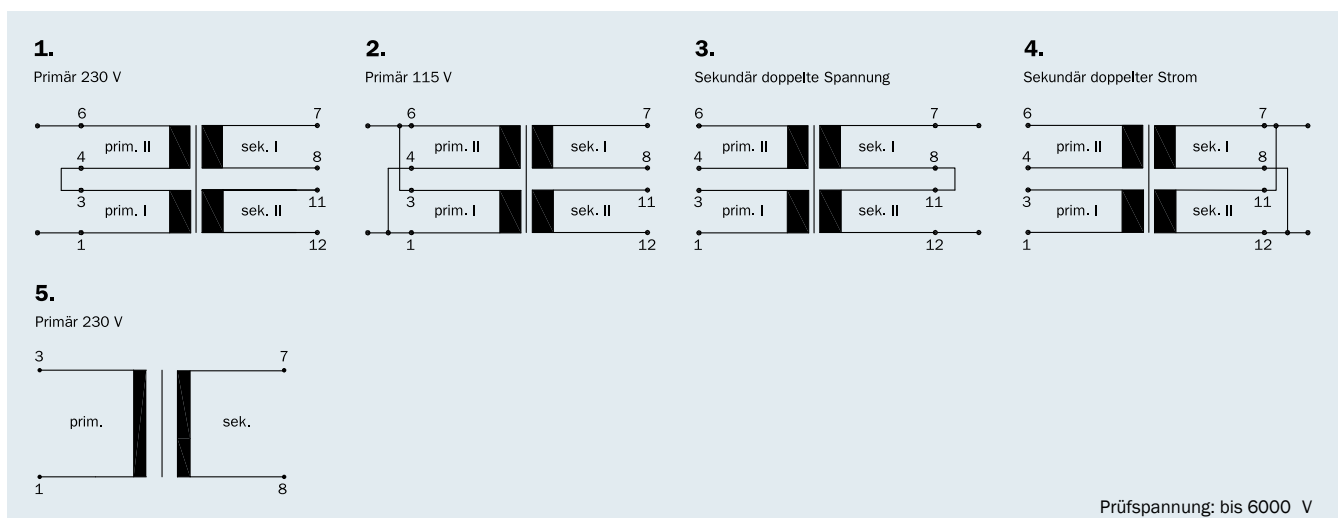 1.
Primär 230 V
6
7
prim. II
sek. I
4
8
3
11
prim. I
sek. II
1
12
2.
Primär 115 V
6
7
prim. II
sek. I
4
8
3
11
prim. I
sek. II
1
12
3.
Sekundär doppelte Spannung
6
7
prim. II
sek. I
4
8
3
11
prim. I
sek. II
1
12
4.
Sekundär doppelter Strom
6
7
prim. II
sek. I
4
8
3
11
prim. I
sek. II
1
12
5.
Primär 230 V
3
7
prim.
sek.
1
8
Prüfspannung: bis 6000 V